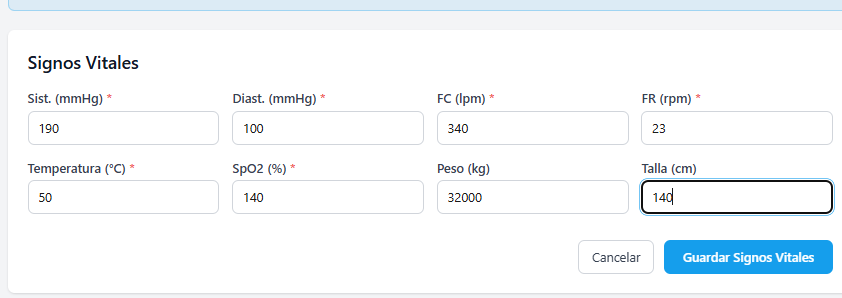 Signos Vitales
Sist. (mmHg) * Diast. (mmHg) * FC (lpm) * FR (rpm) *
190 100 340 23
Temperatura (°C) * SpO2 (%) * Peso (kg) Talla (cm)
50 140 32000 140
Cancelar Guardar Signos Vitales